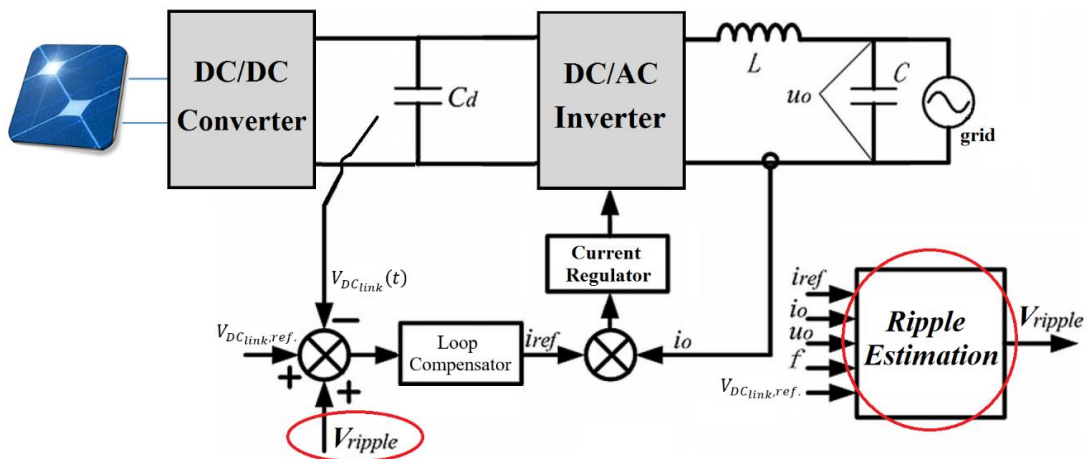 DC/DC
Converter
Cd
DC/AC
Inverter
L
uo
C
grid
Current
Regulator
VDClink(t)
VDClink,ref.
Loop
Compensator
iref
io
Vripple
iref
io
uo
f
VDClink,ref.
Ripple
Estimation
Vripple